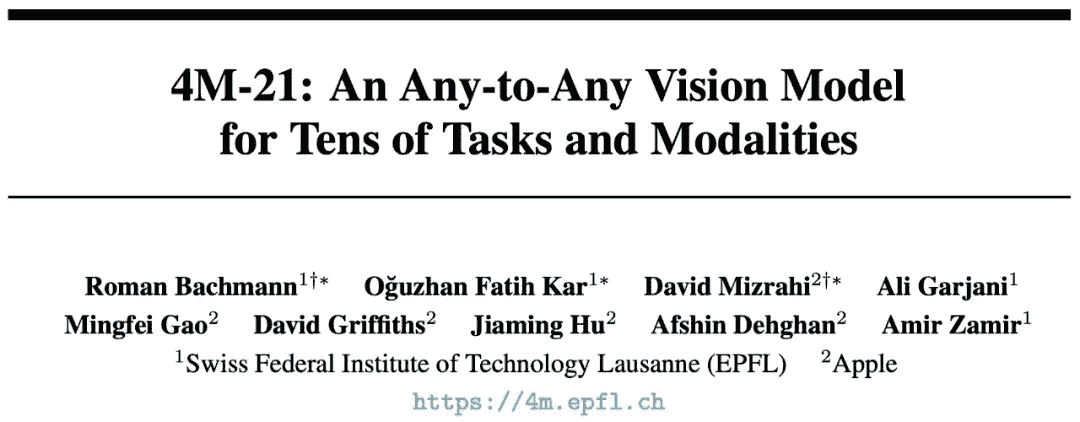 4M-21: An Any-to-Any Vision Model
for Tens of Tasks and Modalities
Roman Bachmann¹†* Oğuzhan Fatih Kar¹* David Mizrahi²†* Ali Garjani¹
Mingfei Gao² David Griffiths² Jiaming Hu² Afshin Dehghan² Amir Zamir¹
¹Swiss Federal Institute of Technology Lausanne (EPFL) ²Apple
https://4m.epfl.ch